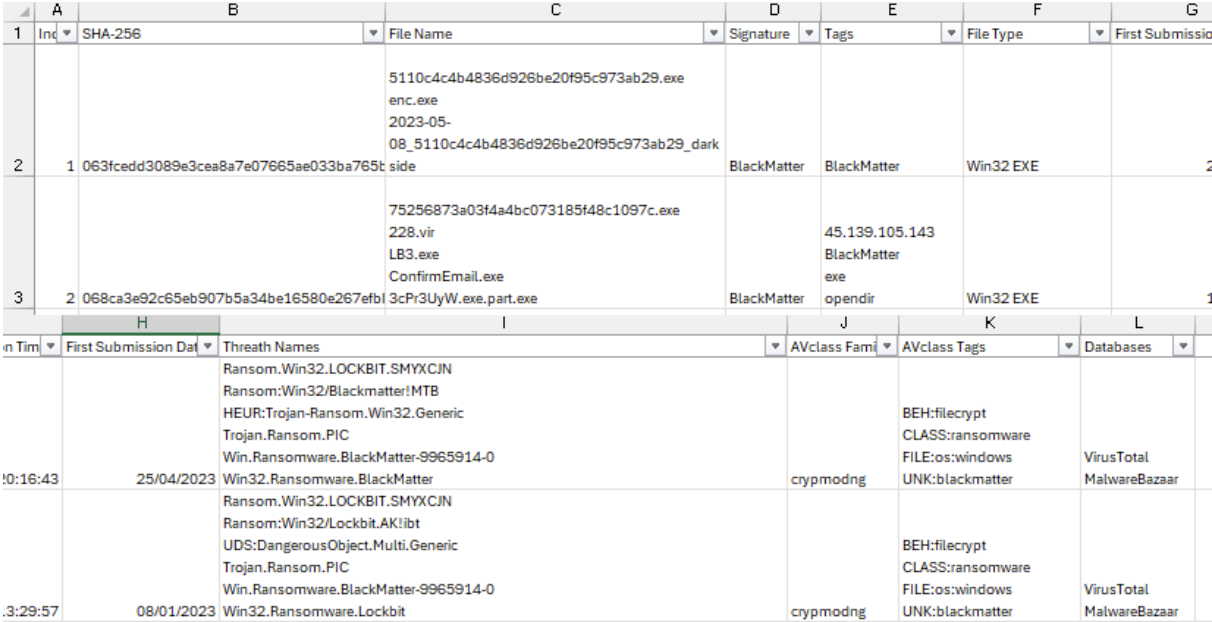 A B C D E F G
1 Ind SHA-256 File Name Signature Tags File Type First Submissio
5110c4c4b4836d926be20f95c973ab29.exe
enc.exe
2023-05-
08_5110c4c4b4836d926be20f95c973ab29_dark
2 1 063fcedd3089e3cea8a7e07665ae033ba765b side BlackMatter BlackMatter Win32 EXE 2
75256873a03f4a4bc073185f48c1097c.exe
228.vir 45.139.105.143
LB3.exe BlackMatter
ConfirmEmail.exe exe
3 2 068ca3e92c65eb907b5a34be16580e267efbl 3cPr3UyW.exe.part.exe BlackMatter opendir Win32 EXE 1
H I J K L
on Tim First Submission Dat Threath Names AVclass Fami AVclass Tags Databases
Ransom.Win32.LOCKBIT.SMYXCJN
Ransom:Win32/Blackmatter!MTB
HEUR:Trojan-Ransom.Win32.Generic BEH:filecrypt
Trojan.Ransom.PIC CLASS:ransomware
Win.Ransomware.BlackMatter-9965914-0 FILE:os:windows VirusTotal
20:16:43 25/04/2023 Win32.Ransomware.BlackMatter crypmodng UNK:blackmatter MalwareBazaar
Ransom.Win32.LOCKBIT.SMYXCJN
Ransom:Win32/Lockbit.AK!ibt
UDS:DangerousObject.Multi.Generic BEH:filecrypt
Trojan.Ransom.PIC CLASS:ransomware
Win.Ransomware.BlackMatter-9965914-0 FILE:os:windows VirusTotal
3:29:57 08/01/2023 Win32.Ransomware.Lockbit crypmodng UNK:blackmatter MalwareBazaar